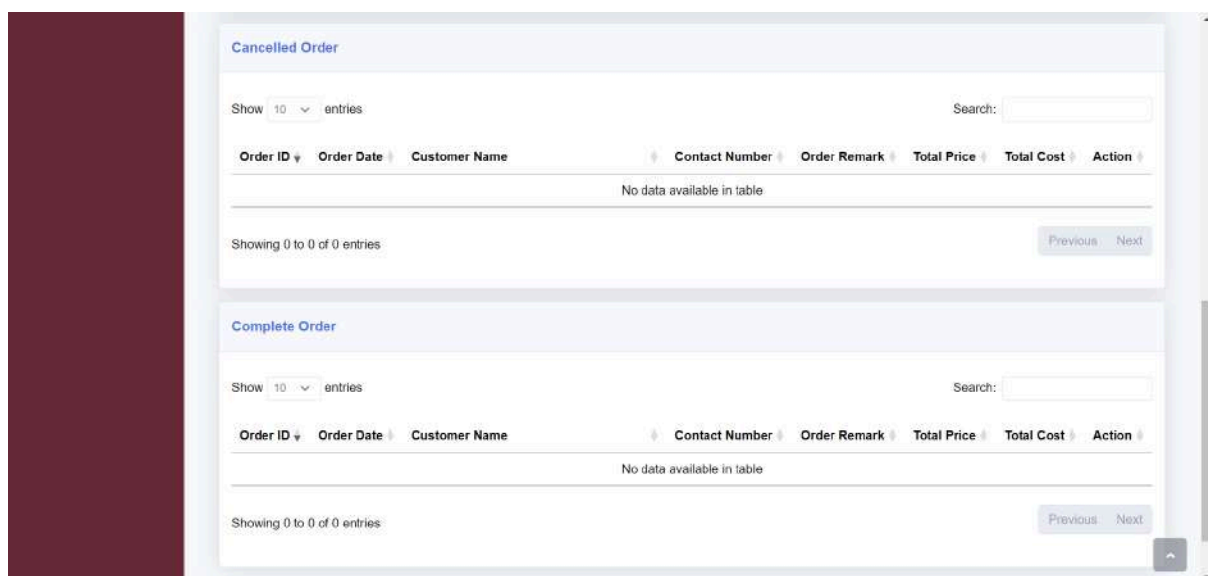 Cancelled Order
Show 10 entries Search:
Order ID Order Date Customer Name Contact Number Order Remark Total Price Total Cost Action
No data available in table
Showing 0 to 0 of 0 entries Previous Next
Complete Order
Show 10 entries Search:
Order ID Order Date Customer Name Contact Number Order Remark Total Price Total Cost Action
No data available in table
Showing 0 to 0 of 0 entries Previous Next